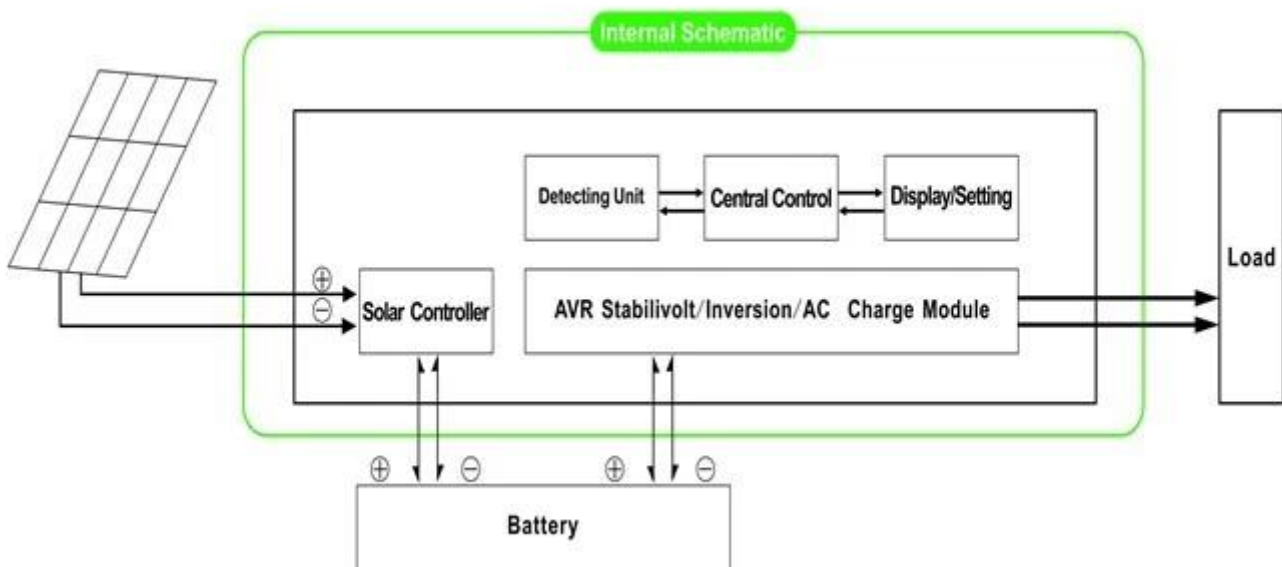 Internal Schematic
Detecting Unit
Central Control
Display/Setting
Load
+
−
Solar Controller
AVR Stabilivolt/Inversion/AC Charge Module
+ − + −
Battery